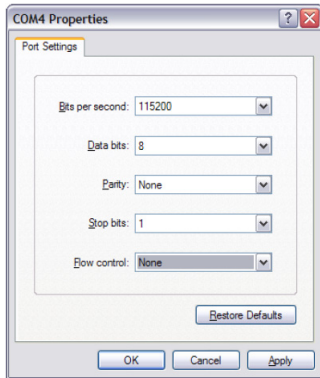 COM4 Properties
Port Settings
Bits per second: 115200
Data bits: 8
Parity: None
Stop bits: 1
Flow control: None
Restore Defaults
OK Cancel Apply